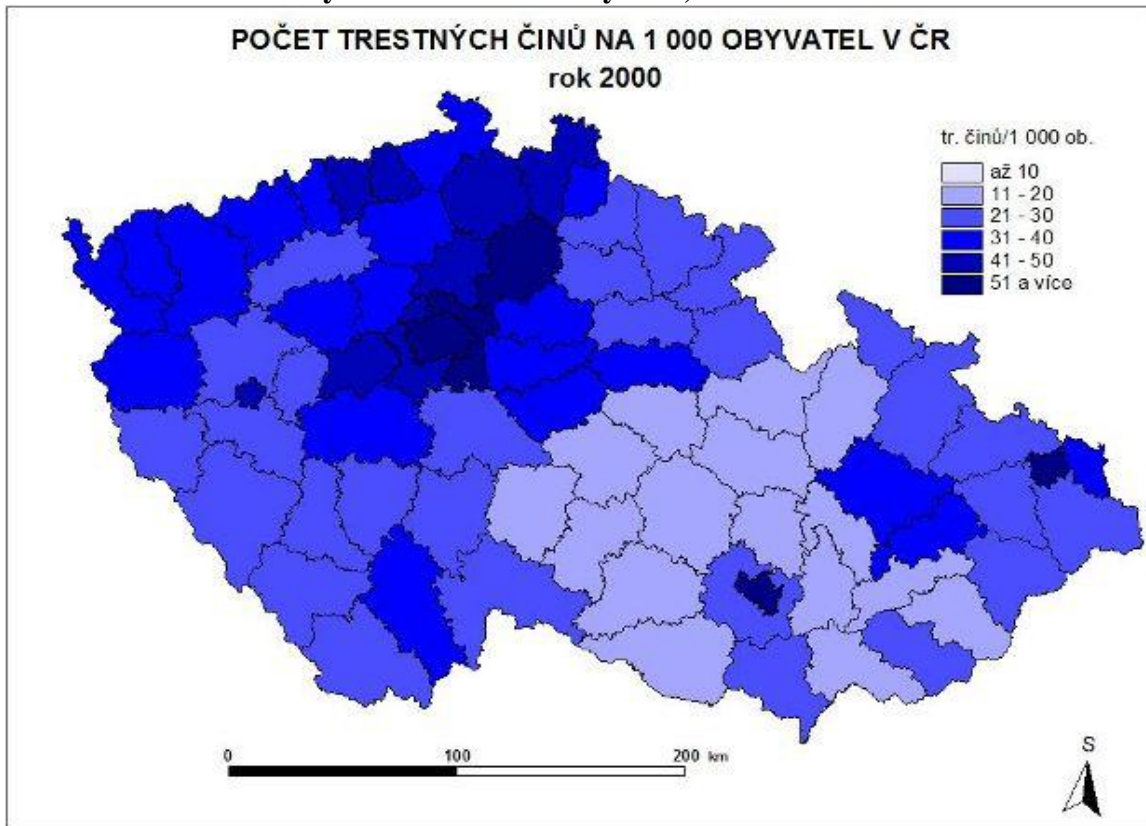 POČET TRESTNÝCH ČINŮ NA 1 000 OBYVATEL V ČR
rok 2000
tr. činů/1 000 ob.
až 10
11 - 20
21 - 30
31 - 40
41 - 50
51 a více
0 100 200 km
S